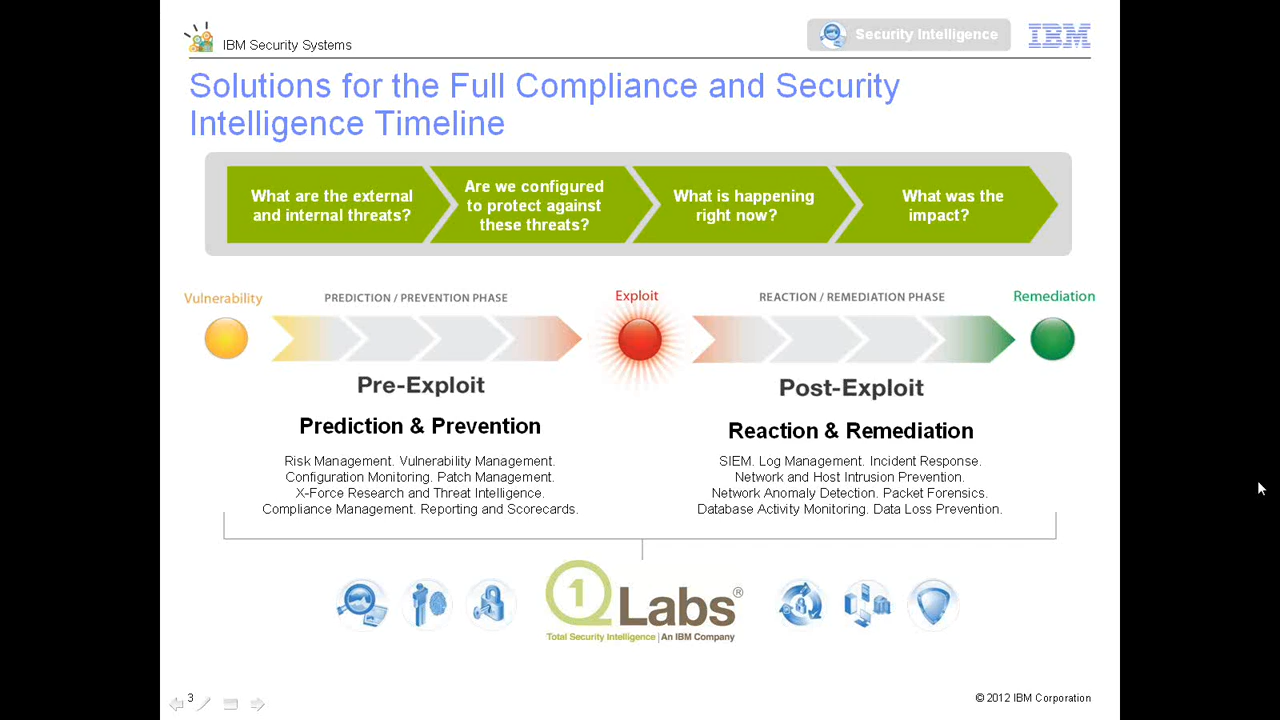 IBM Security System
Security Intelligence
IBM
Solutions for the Full Compliance and Security
Intelligence Timeline
What are the external
and internal threats?
Are we configured
to protect against
these threats?
What is happening
right now?
What was the
impact?
Vulnerability
PREDICTION / PREVENTION PHASE
Exploit
REACTION / REMEDIATION PHASE
Remediation
Pre-Exploit
Post-Exploit
Prediction & Prevention
Risk Management. Vulnerability Management.
Configuration Monitoring. Patch Management.
X-Force Research and Threat Intelligence.
Compliance Management. Reporting and Scorecards.
Reaction & Remediation
SIEM. Log Management. Incident Response.
Network and Host Intrusion Prevention.
Network Anomaly Detection. Packet Forensics.
Database Activity Monitoring. Data Loss Prevention.
Q1 Labs®
Total Security Intelligence | An IBM Company
3
© 2012 IBM Corporation